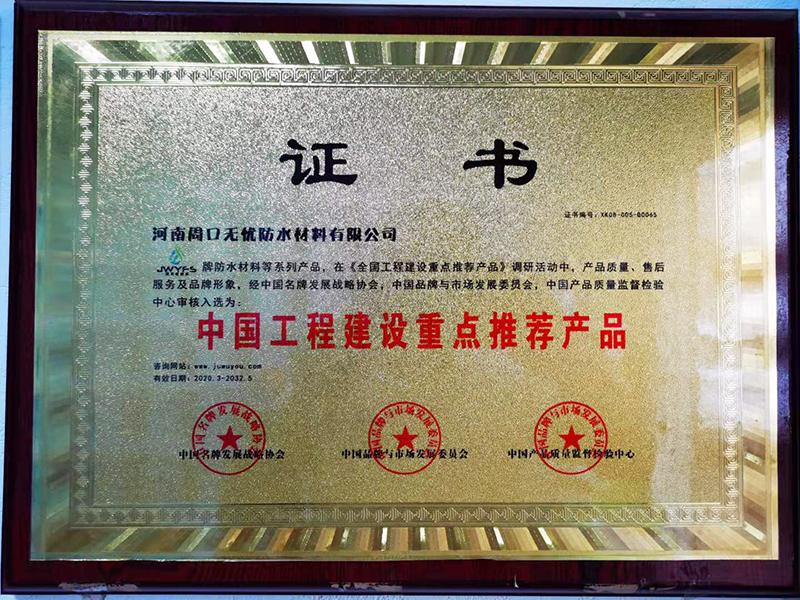 证 书
证书编号：XK08-005-00065
河南周口无忧防水材料有限公司
JWYFS 牌防水材料等系列产品，在《全国工程建设重点推荐产品》调研活动中，产品质量、售后
服务及品牌形象，经中国名牌发展战略协会，中国品牌与市场发展委员会，中国产品质量监督检验
中心审核入选为：
中国工程建设重点推荐产品
咨询网站：www.juwuyou.com
有效日期：2020.3-2032.5
中国名牌发展战略协会 中国品牌与市场发展委员会 中国产品质量监督检验中心